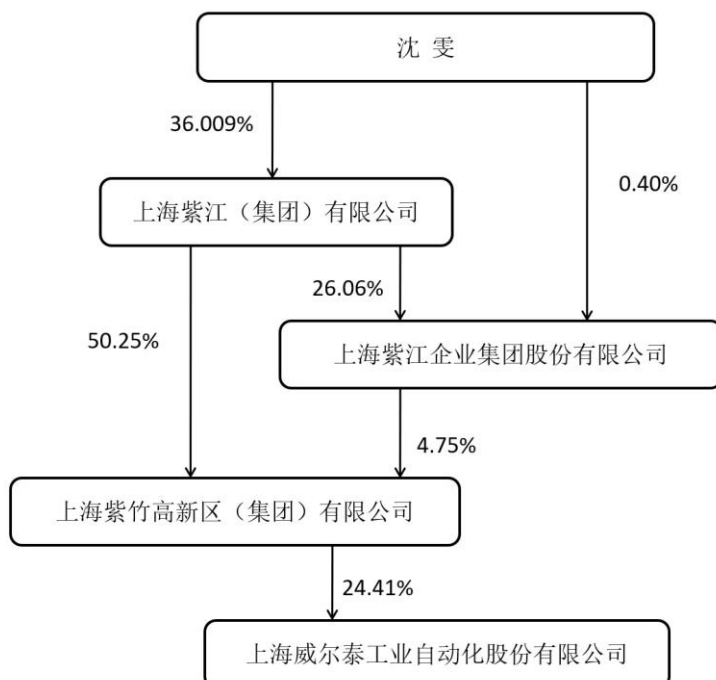 沈 雯
36.009%
0.40%
上海紫江（集团）有限公司
26.06%
50.25%
上海紫江企业集团股份有限公司
4.75%
上海紫竹高新区（集团）有限公司
24.41%
上海威尔泰工业自动化股份有限公司